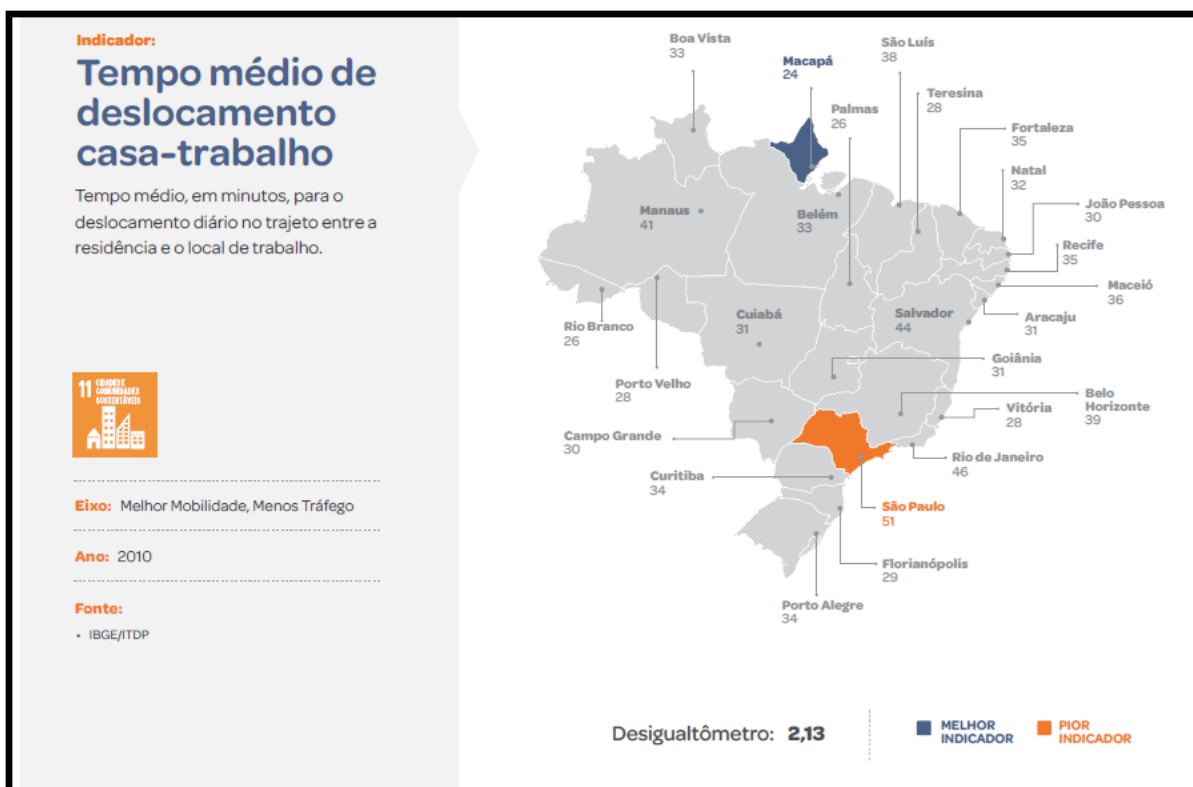 Indicador:
Tempo médio de
deslocamento
casa-trabalho
Tempo médio, em minutos, para o
deslocamento diário no trajeto entre a
residência e o local de trabalho.
11 CIDADES E
COMUNIDADES
SUSTENTÁVEIS
Eixo: Melhor Mobilidade, Menos Tráfego
Ano: 2010
Fonte:
• IBGE/ITDP
Boa Vista
33
Macapá
24
São Luís
38
Palmas
26
Teresina
28
Fortaleza
35
Natal
32
João Pessoa
30
Manaus
41
Belém
33
Recife
35
Maceió
36
Rio Branco
26
Cuiabá
31
Salvador
44
Aracaju
31
Goiânia
31
Porto Velho
28
Belo
Horizonte
39
Vitória
28
Campo Grande
30
Rio de Janeiro
46
Curitiba
34
São Paulo
51
Florianópolis
29
Porto Alegre
34
Desigualtômetro: 2,13
MELHOR
INDICADOR
PIOR
INDICADOR